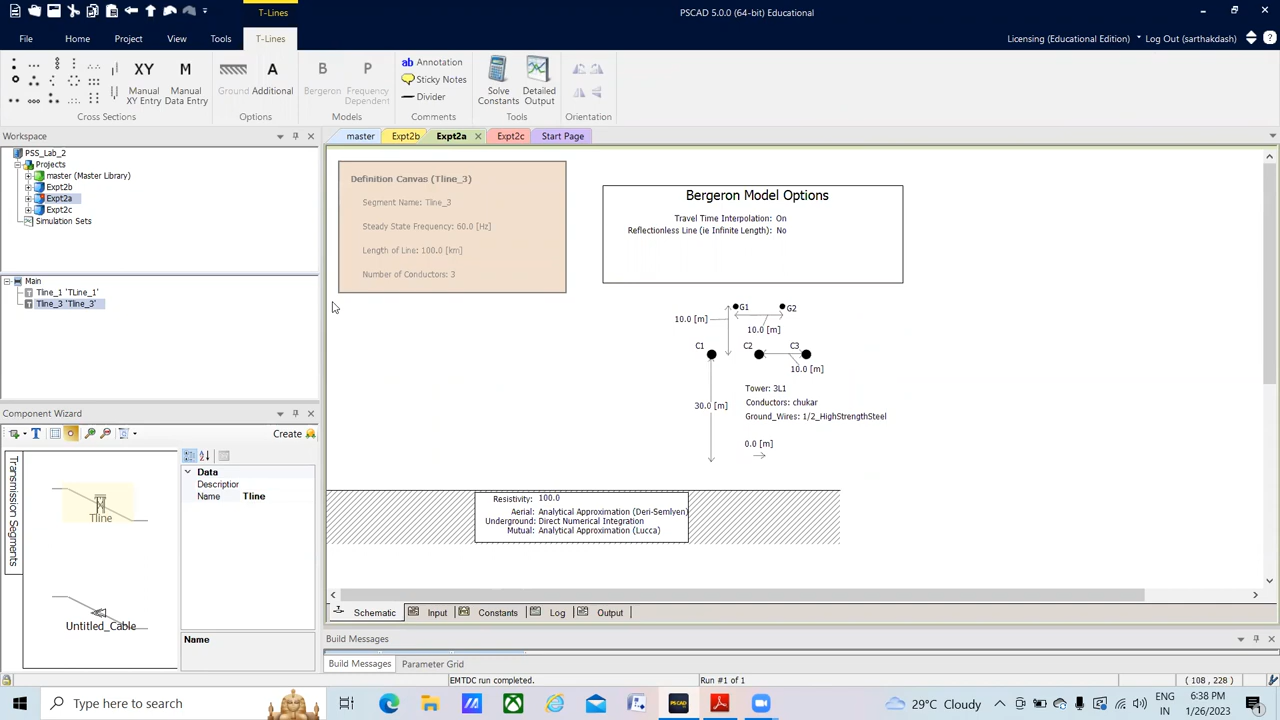 T-Lines
PSCAD 5.0.0 (64-bit) Educational
File Home Project View Tools T-Lines
Licensing (Educational Edition) Log Out (sarthakdash)
XY M B P
Manual XY Entry
Manual Data Entry
Ground Additional
Bergeron
Frequency Dependent
ab Annotation
Sticky Notes
Divider
Solve Constants
Detailed Output
Cross Sections Options Models Comments Tools Orientation
Workspace
master Expt2b Expt2a Expt2c Start Page
PSS_Lab_2
Projects
master (Master Library)
Expt2b
Expt2a
Expt2c
Simulation Sets
Main
Tline_1 'TLine_1'
Tline_3 'Tline_3'
Component Wizard
Create
Transmission Segments
Tline
Untitled_Cable
Data
Descriptior
Name Tline
Name
Definition Canvas (Tline_3)
Segment Name: Tline_3
Steady State Frequency: 60.0 [Hz]
Length of Line: 100.0 [km]
Number of Conductors: 3
Bergeron Model Options
Travel Time Interpolation: On
Reflectionless Line (ie Infinite Length): No
G1 G2
10.0 [m]
10.0 [m]
C1 C2 C3
10.0 [m]
Tower: 3L1
30.0 [m]
Conductors: chukar
Ground_Wires: 1/2_HighStrengthSteel
0.0 [m]
Resistivity: 100.0
Aerial: Analytical Approximation (Deri-Semlyen)
Underground: Direct Numerical Integration
Mutual: Analytical Approximation (Lucca)
Schematic Input Constants Log Output
Build Messages
Build Messages Parameter Grid
EMTDC run completed.
Run #1 of 1
(108 , 228 )
Type here to search
29°C Cloudy
ENG
IN
6:38 PM
1/26/2023